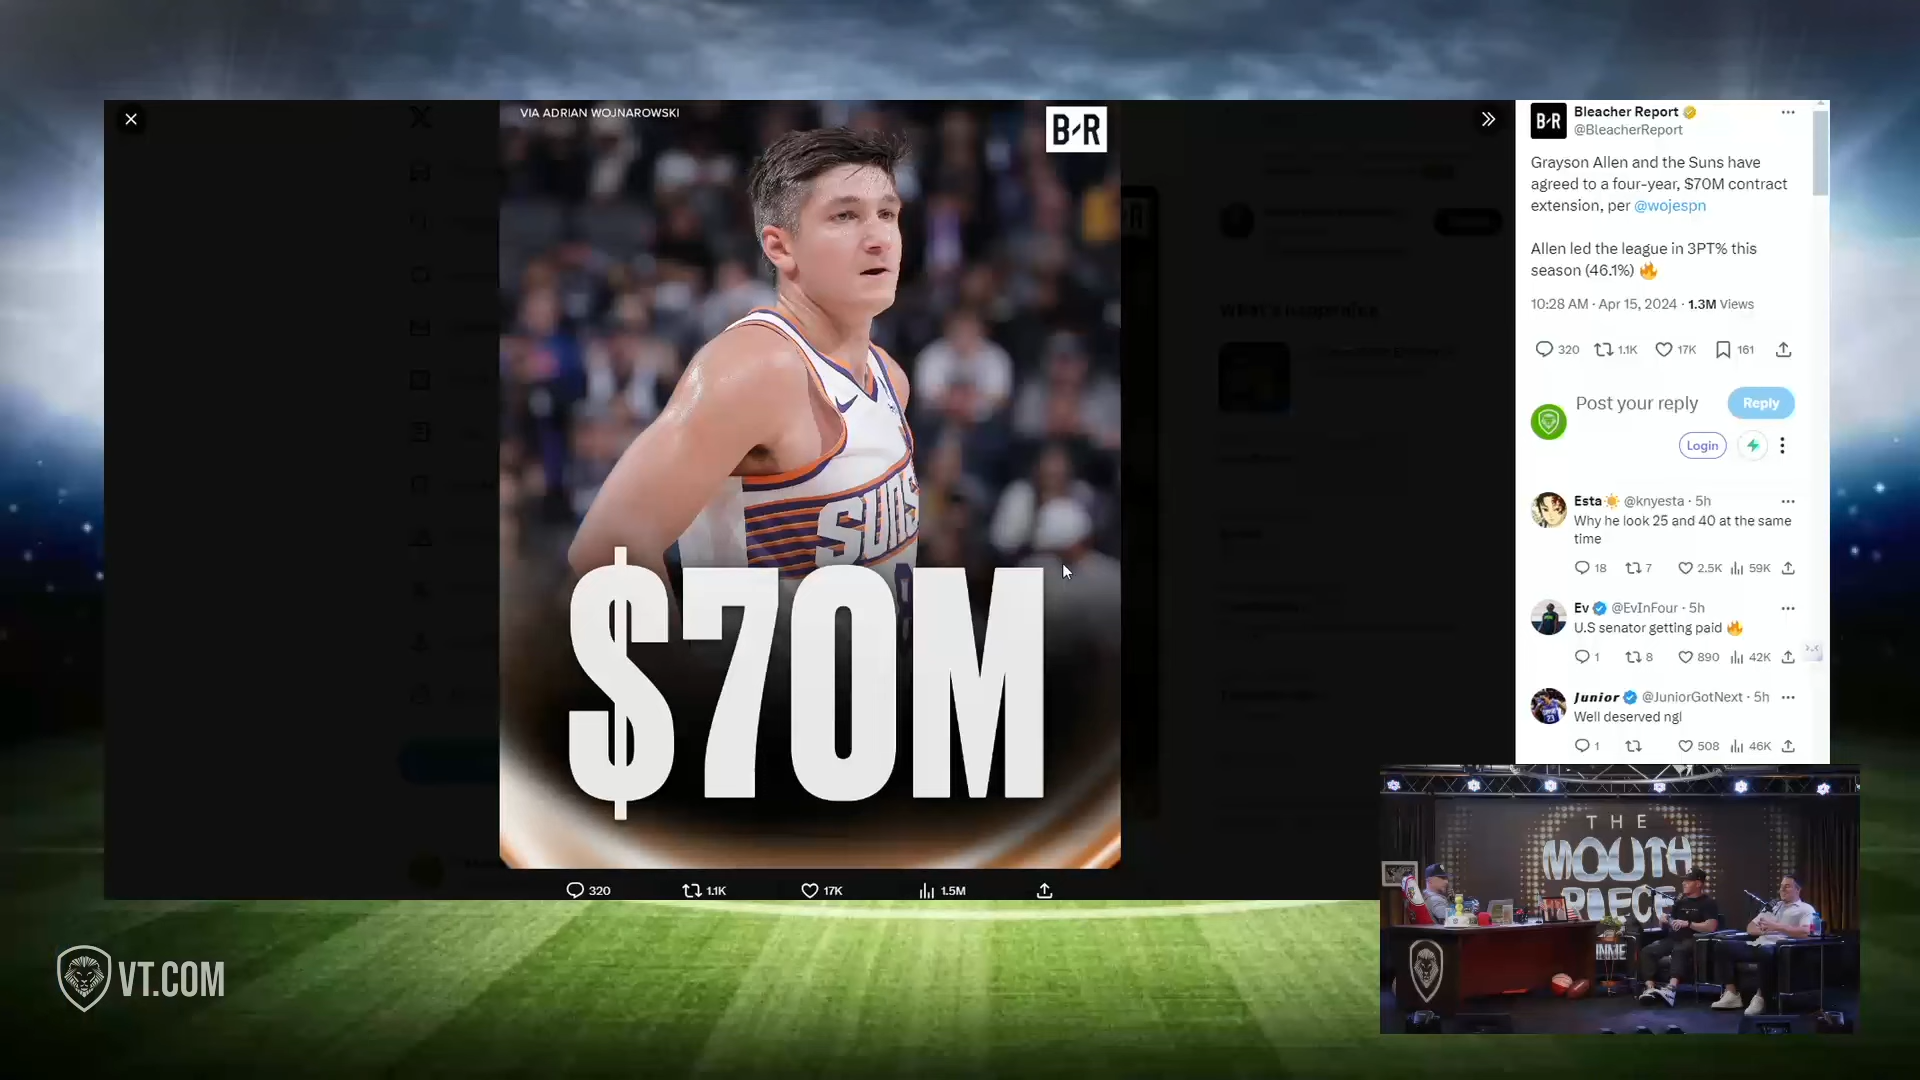 VIA ADRIAN WOJNAROWSKI
B/R
SUNS
$70M
320 1.1K 17K 1.5M
B/R
Bleacher Report
@BleacherReport
Grayson Allen and the Suns have
agreed to a four-year, $70M contract
extension, per @wojespn
Allen led the league in 3PT% this
season (46.1%) 🔥
10:28 AM · Apr 15, 2024 · 1.3M Views
320 1.1K 17K 161
Post your reply
Reply
Login
Esta☀️ @knyesta · 5h
Why he look 25 and 40 at the same
time
18 7 2.5K 59K
Ev @EvInFour · 5h
U.S senator getting paid 🔥
1 8 890 42K
Junior @JuniorGotNext · 5h
Well deserved ngl
1 508 46K
THE
MOUTH
PIECE
VT.COM